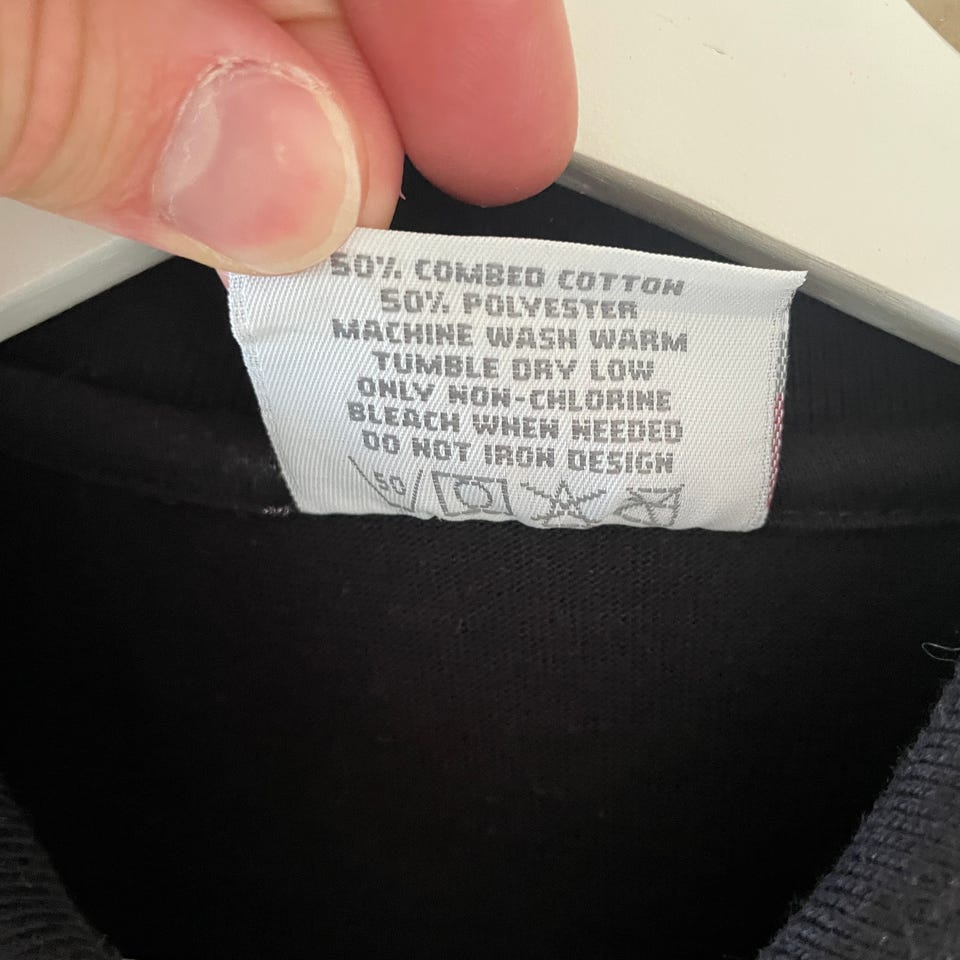 50% COMBED COTTON
50% POLYESTER
MACHINE WASH WARM
TUMBLE DRY LOW
ONLY NON-CHLORINE
BLEACH WHEN NEEDED
DO NOT IRON DESIGN
50